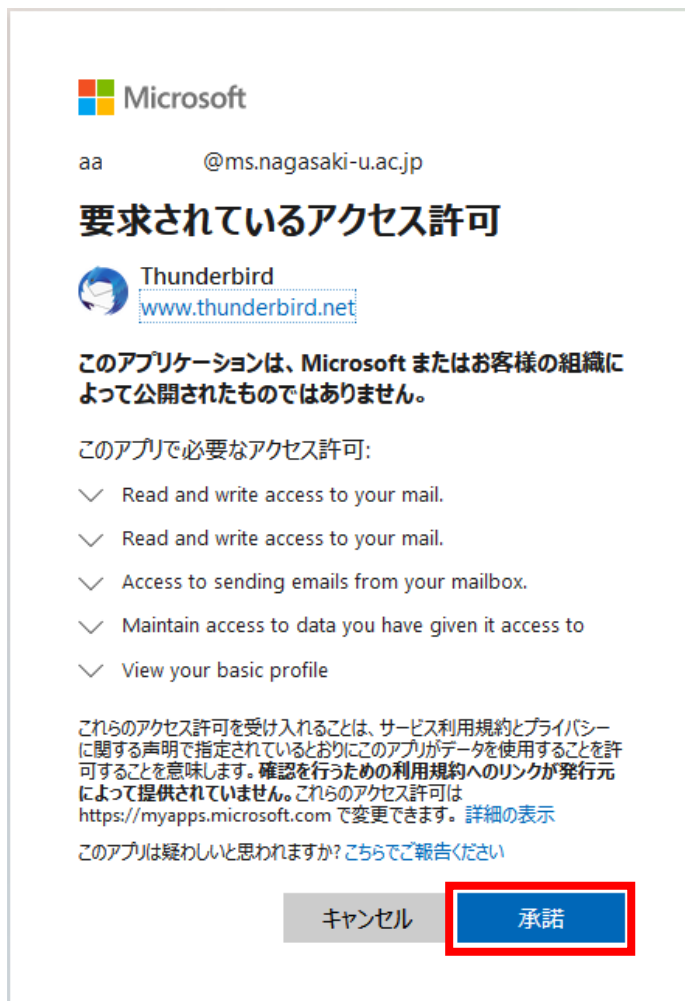 Microsoft
aa @ms.nagasaki-u.ac.jp
要求されているアクセス許可
Thunderbird
www.thunderbird.net
このアプリケーションは、Microsoft またはお客様の組織に
よって公開されたものではありません。
このアプリで必要なアクセス許可:
Read and write access to your mail.
Read and write access to your mail.
Access to sending emails from your mailbox.
Maintain access to data you have given it access to
View your basic profile
これらのアクセス許可を受け入れることは、サービス利用規約とプライバシー
に関する声明で指定されているとおりにこのアプリがデータを使用することを許
可することを意味します。確認を行うための利用規約へのリンクが発行元
によって提供されていません。これらのアクセス許可は
https://myapps.microsoft.com で変更できます。 詳細の表示
このアプリは疑わしいと思われますか? こちらでご報告ください
キャンセル 承諾